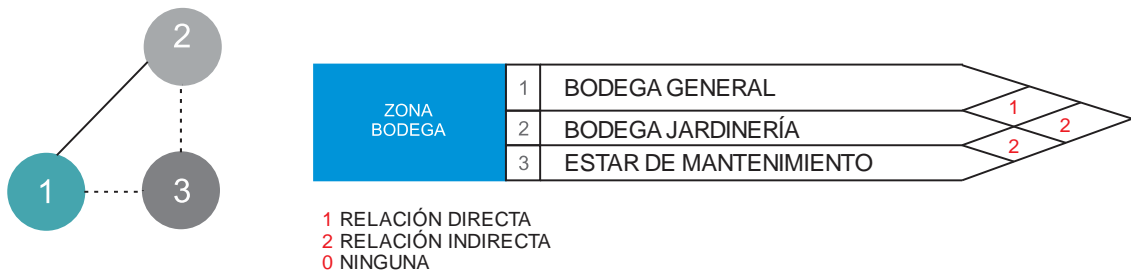 2
1
3
ZONA
BODEGA
1 BODEGA GENERAL
2 BODEGA JARDINERÍA
3 ESTAR DE MANTENIMIENTO
1
2
2
1 RELACIÓN DIRECTA
2 RELACIÓN INDIRECTA
0 NINGUNA